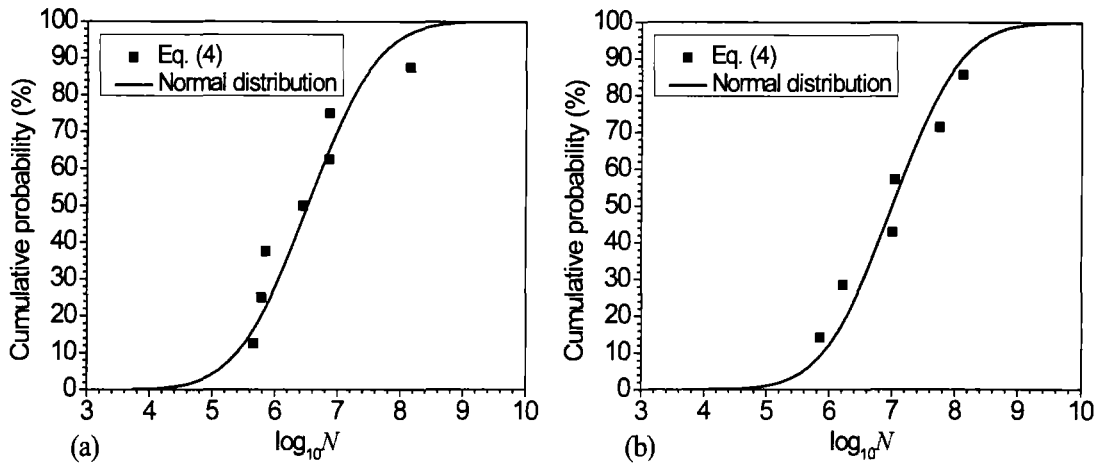 100
90
80
70
60
50
40
30
20
10
0
Cumulative probability (%)
Eq. (4)
Normal distribution
3 4 5 6 7 8 9 10
log₁₀N
(a)
100
90
80
70
60
50
40
30
20
10
0
Cumulative probability (%)
Eq. (4)
Normal distribution
3 4 5 6 7 8 9 10
log₁₀N
(b)